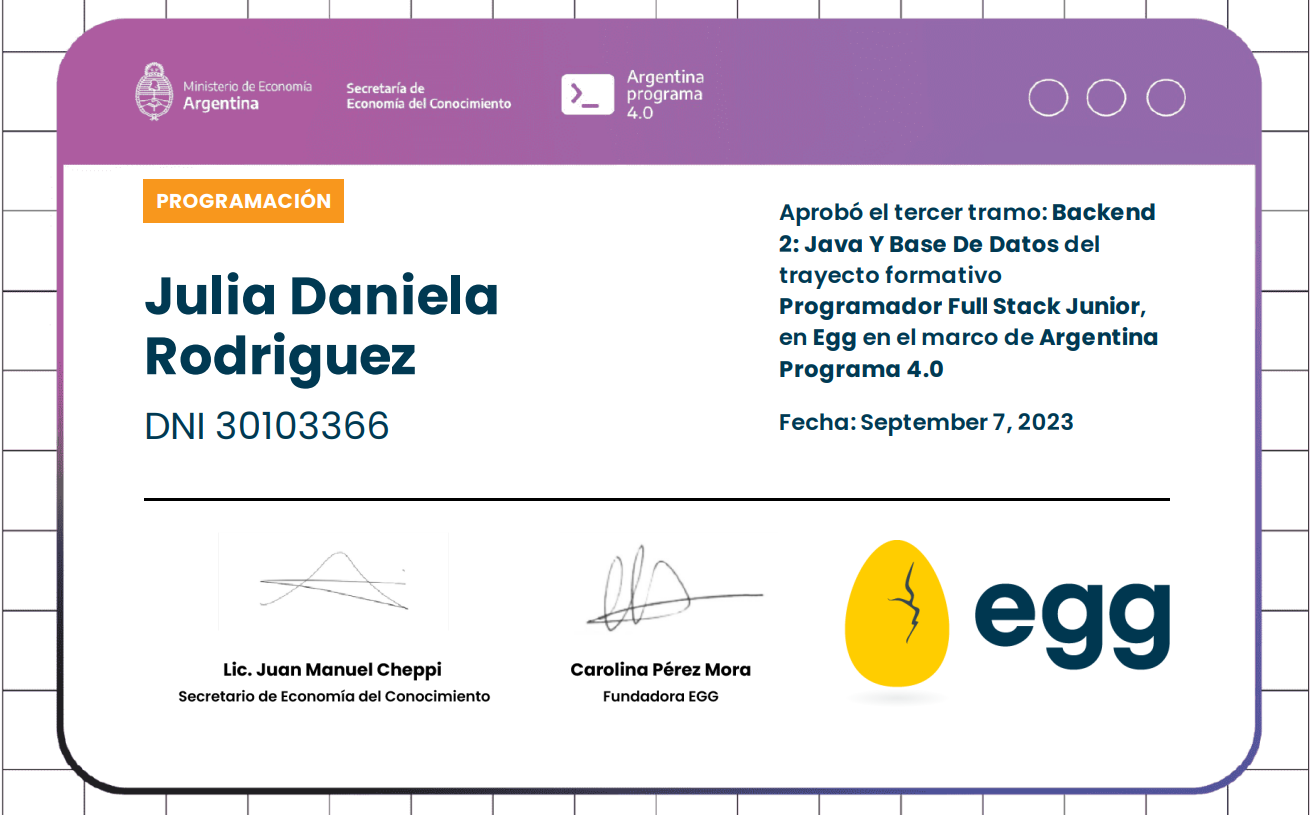 Ministerio de Economía
Argentina
Secretaría de
Economía del Conocimiento
Argentina
programa
4.0
PROGRAMACIÓN
Julia Daniela
Rodriguez
DNI 30103366
Aprobó el tercer tramo: Backend
2: Java Y Base De Datos del
trayecto formativo
Programador Full Stack Junior,
en Egg en el marco de Argentina
Programa 4.0
Fecha: September 7, 2023
Lic. Juan Manuel Cheppi
Secretario de Economía del Conocimiento
Carolina Pérez Mora
Fundadora EGG
egg